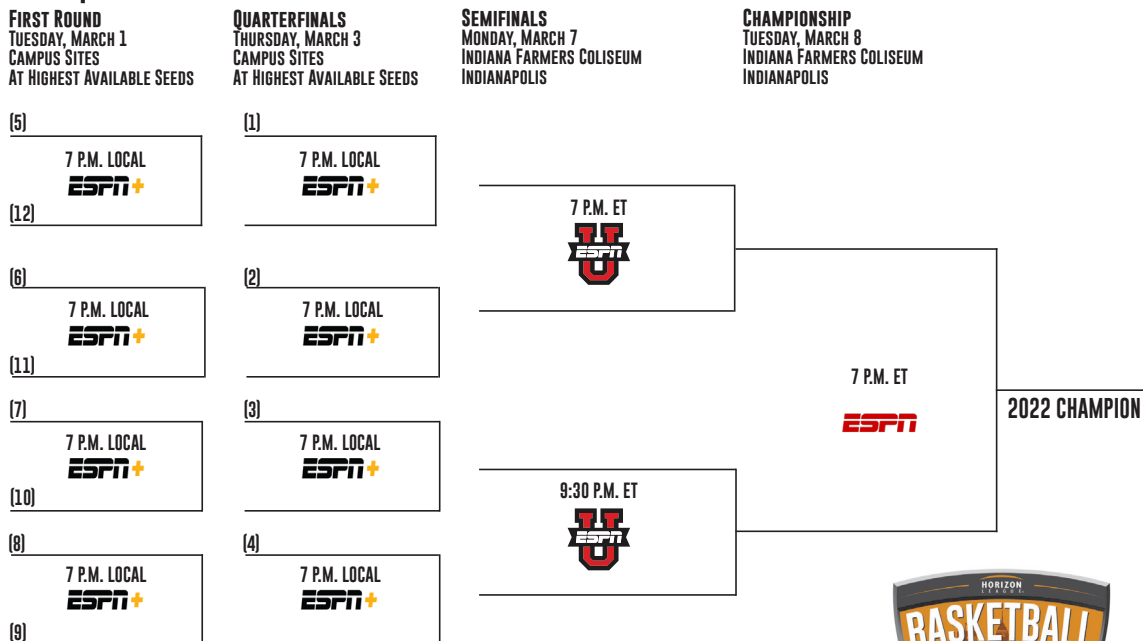 FIRST ROUND
TUESDAY, MARCH 1
CAMPUS SITES
AT HIGHEST AVAILABLE SEEDS
QUARTERFINALS
THURSDAY, MARCH 3
CAMPUS SITES
AT HIGHEST AVAILABLE SEEDS
SEMIFINALS
MONDAY, MARCH 7
INDIANA FARMERS COLISEUM
INDIANAPOLIS
CHAMPIONSHIP
TUESDAY, MARCH 8
INDIANA FARMERS COLISEUM
INDIANAPOLIS
(5)
7 P.M. LOCAL
ESPN+
(12)
(6)
7 P.M. LOCAL
ESPN+
(11)
(7)
7 P.M. LOCAL
ESPN+
(10)
(8)
7 P.M. LOCAL
ESPN+
(9)
(1)
7 P.M. LOCAL
ESPN+
(2)
7 P.M. LOCAL
ESPN+
(3)
7 P.M. LOCAL
ESPN+
(4)
7 P.M. LOCAL
ESPN+
7 P.M. ET
U
ESPN
9:30 P.M. ET
U
ESPN
7 P.M. ET
ESPN
2022 CHAMPION
HORIZON
LEAGUE
BASKETBALL